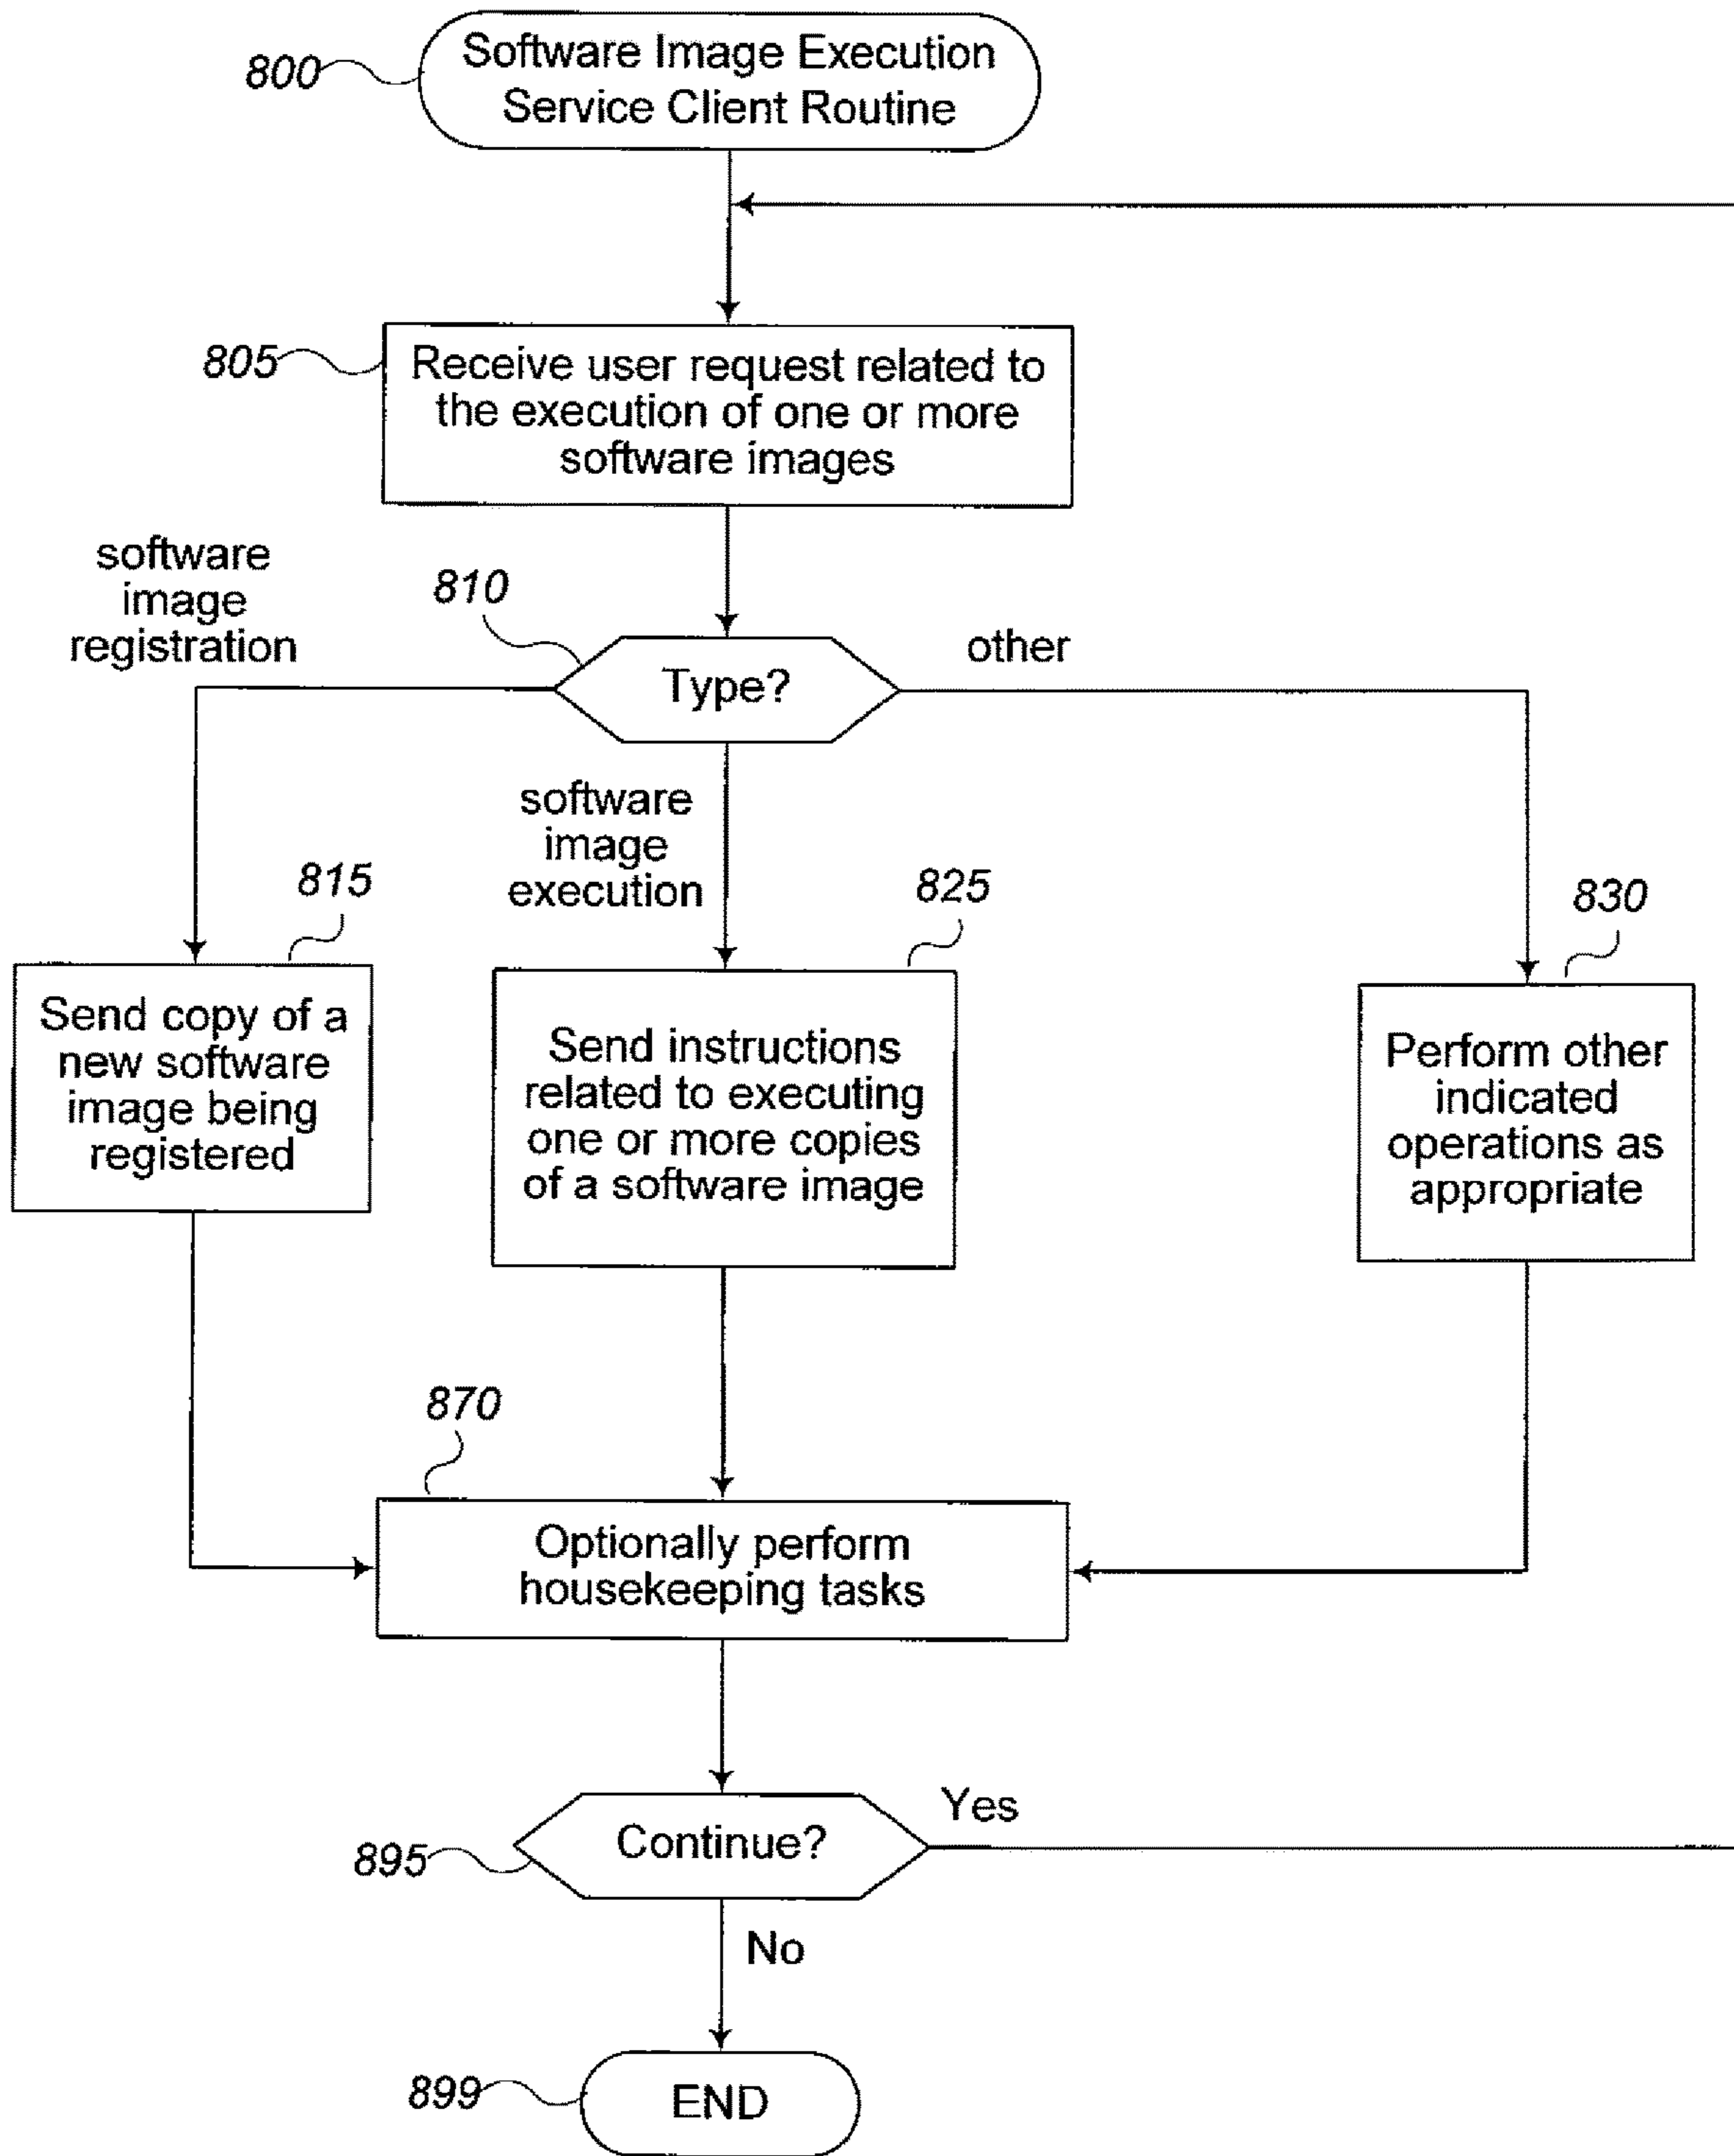 800
Software Image Execution
Service Client Routine
805
Receive user request related to
the execution of one or more
software images
software
image
registration
810
Type?
other
software
image
execution
815
Send copy of a
new software
image being
registered
825
Send instructions
related to executing
one or more copies
of a software image
830
Perform other
indicated
operations as
appropriate
870
Optionally perform
housekeeping tasks
895
Continue?
Yes
No
899
END